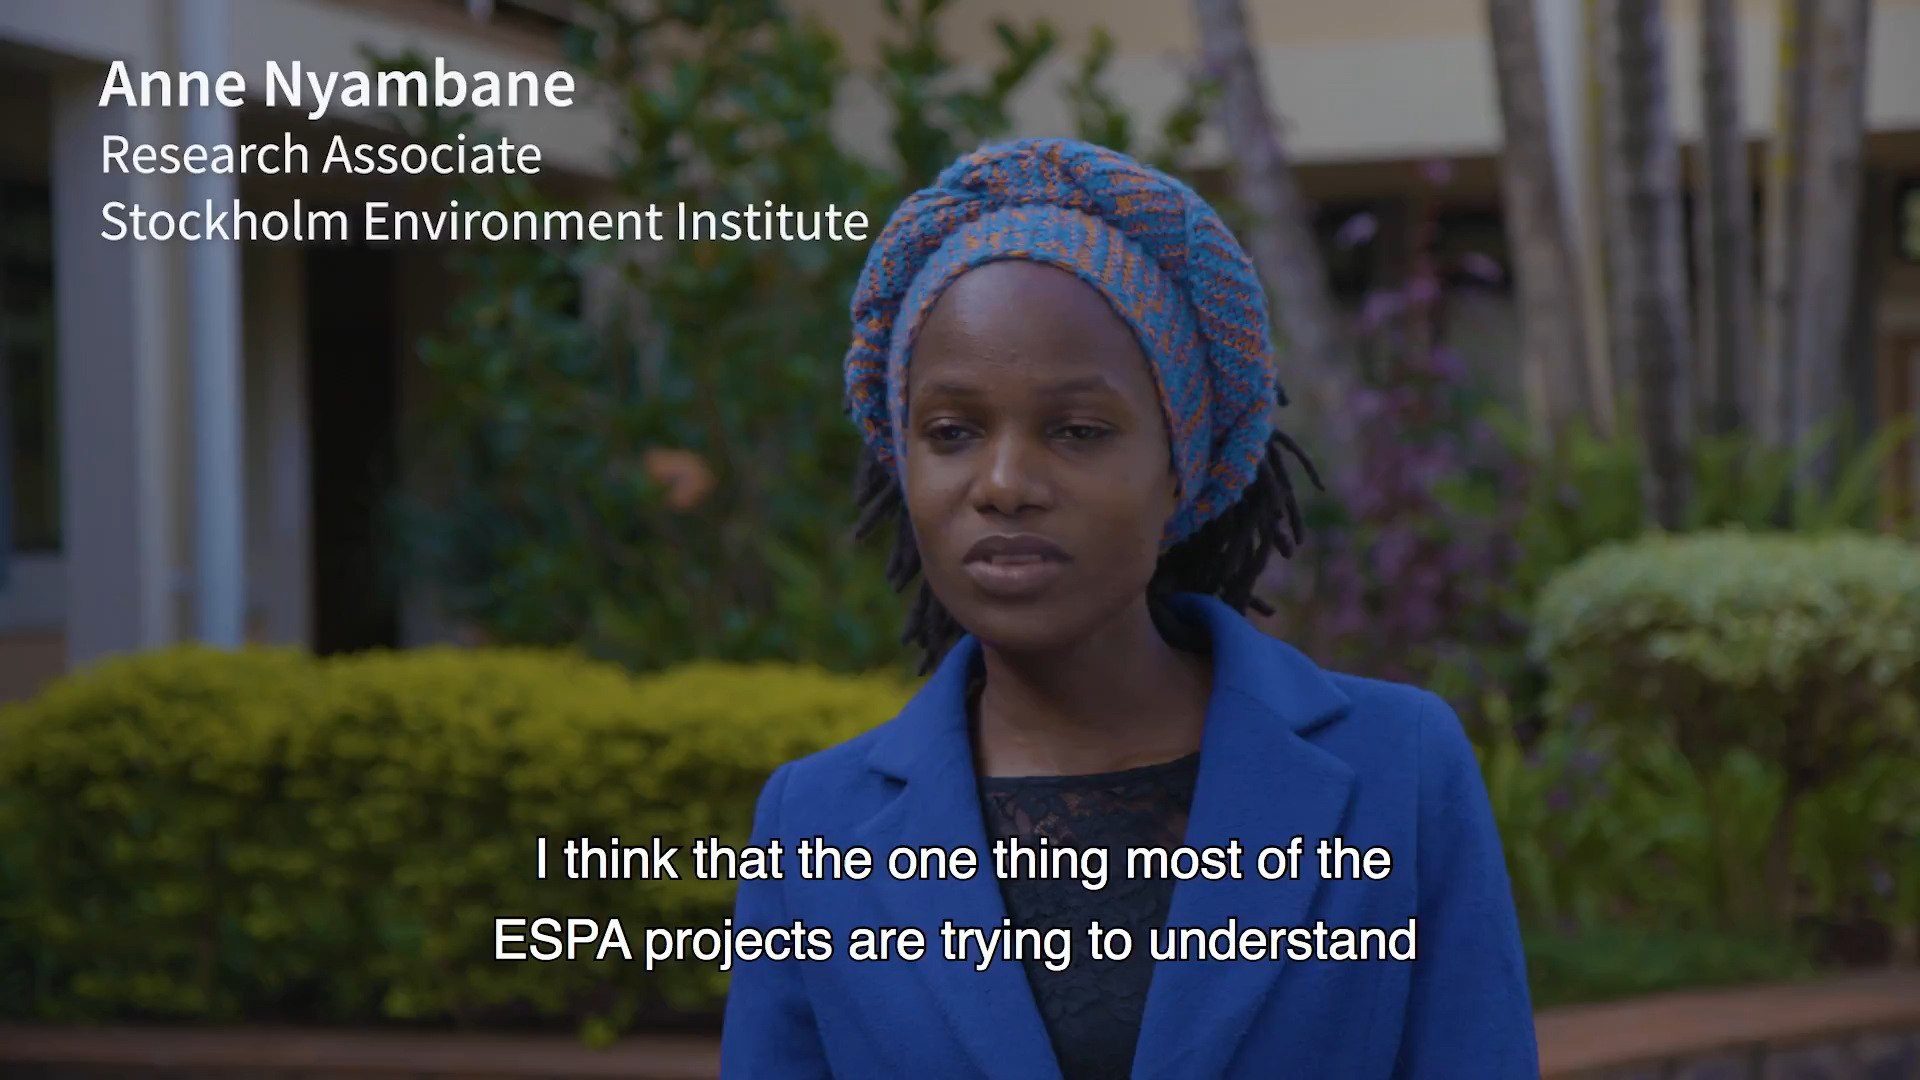 Anne Nyambane
Research Associate
Stockholm Environment Institute
I think that the one thing most of the
ESPA projects are trying to understand